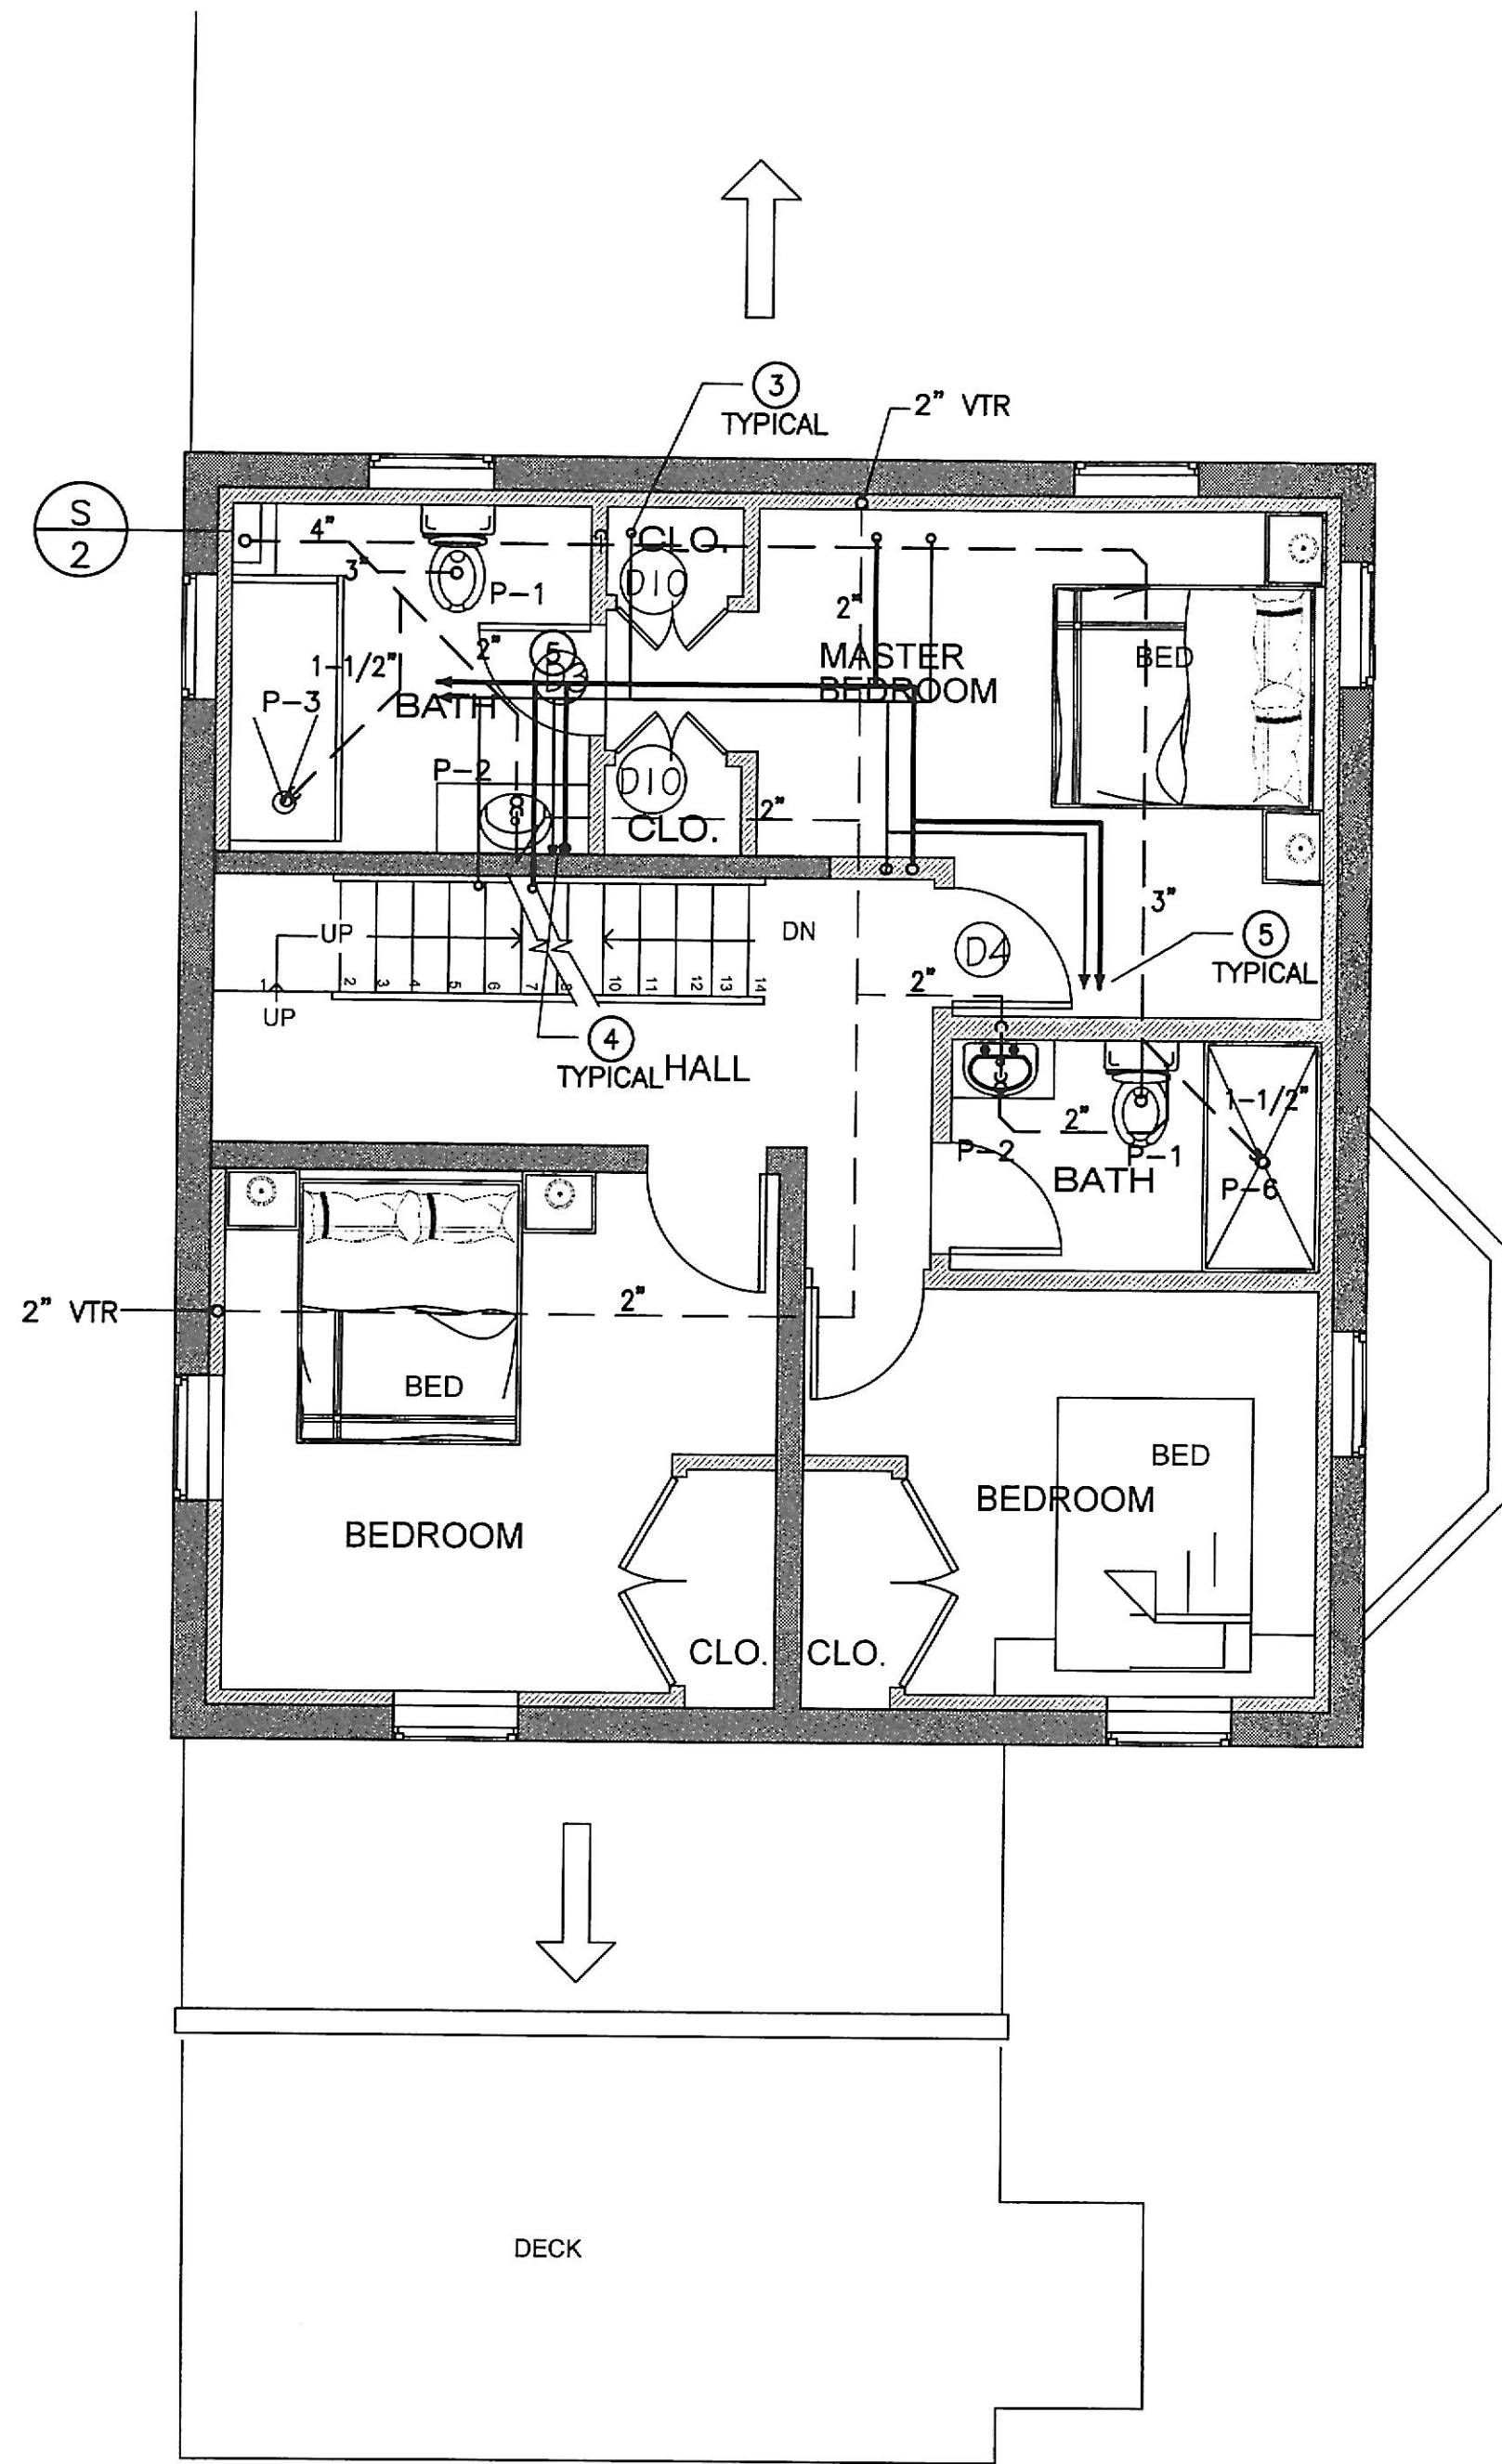 3
TYPICAL
2" VTR
S
2
4"
3"
CLO.
D10
P-1
2"
2"
5
1-1/2"
MASTER
BEDROOM
BED
P-3
BATH
P-2
D10
CLO.
2"
3"
5
TYPICAL
UP
DN
D4
2"
1 2 3 4 5 6 7 8 10 11 12 13 14
UP
4
TYPICAL
HALL
1-1/2"
2"
P-2
P-1
BATH
P-6
2" VTR
2"
BED
BED
BEDROOM
BEDROOM
CLO.
CLO.
DECK